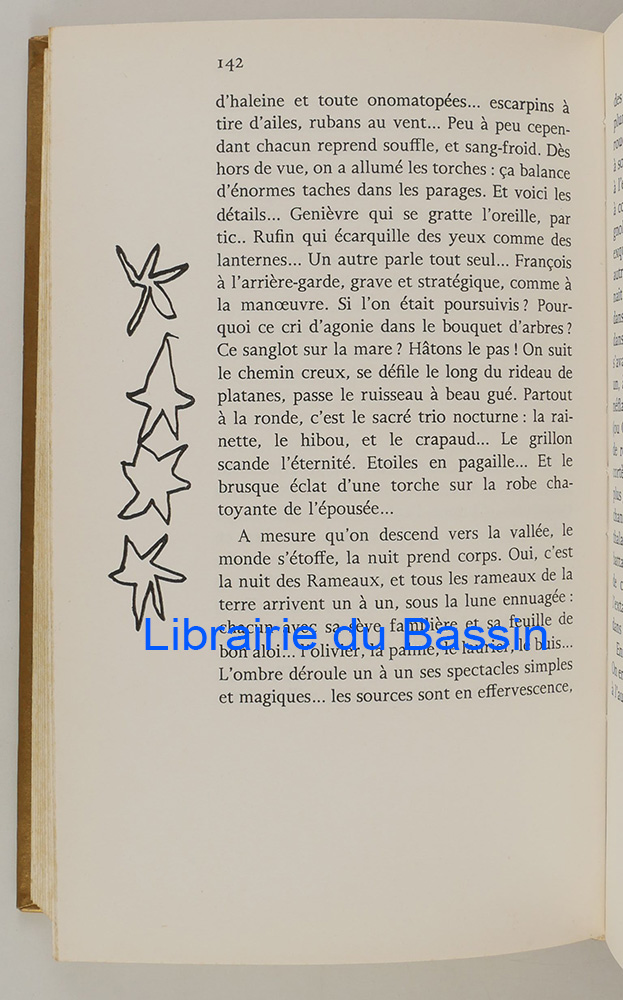 142
d'haleine et toute onomatopées... escarpins à
tire d'ailes, rubans au vent... Peu à peu cepen-
dant chacun reprend souffle, et sang-froid. Dès
hors de vue, on a allumé les torches : ça balance
d'énormes taches dans les parages. Et voici les
détails... Genièvre qui se gratte l'oreille, par
tic.. Rufin qui écarquille des yeux comme des
lanternes... Un autre parle tout seul... François
à l'arrière-garde, grave et stratégique, comme à
la manœuvre. Si l'on était poursuivis ? Pour-
quoi ce cri d'agonie dans le bouquet d'arbres ?
Ce sanglot sur la mare ? Hâtons le pas ! On suit
le chemin creux, se défile le long du rideau de
platanes, passe le ruisseau à beau gué. Partout
à la ronde, c'est le sacré trio nocturne : la rai-
nette, le hibou, et le crapaud... Le grillon
scande l'éternité. Etoiles en pagaille... Et le
brusque éclat d'une torche sur la robe cha-
toyante de l'épousée...
A mesure qu'on descend vers la vallée, le
monde s'étoffe, la nuit prend corps. Oui, c'est
la nuit des Rameaux, et tous les rameaux de la
terre arrivent un à un, sous la lune ennuagée :
chacun avec sa sève familière et sa feuille de
bon aloi... l'olivier, la palme, le laurier, le buis...
L'ombre déroule un à un ses spectacles simples
et magiques... les sources sont en effervescence,
Librairie du Bassin